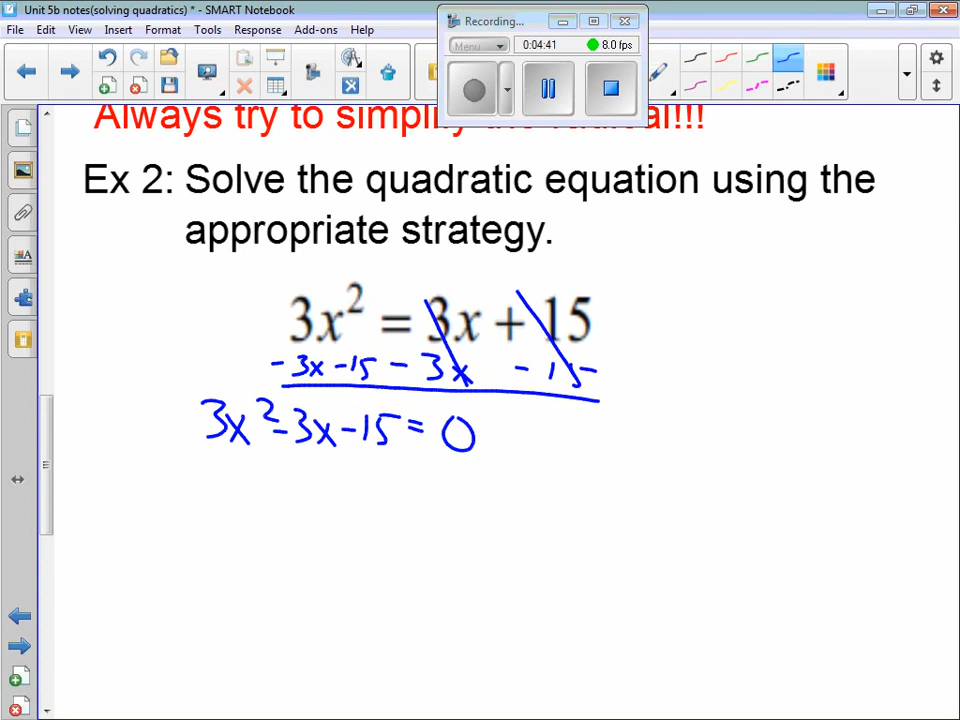 Unit 5b notes(solving quadratics) * - SMART Notebook
Recording...
File Edit View Insert Format Tools Response Add-ons Help
Menu 0:04:41 8.0 fps
Always try to simplify the radical!!!
Ex 2: Solve the quadratic equation using the
appropriate strategy.
3x² = 3x + 15
- 3x - 15 - 3x - 15
3x² - 3x - 15 = 0